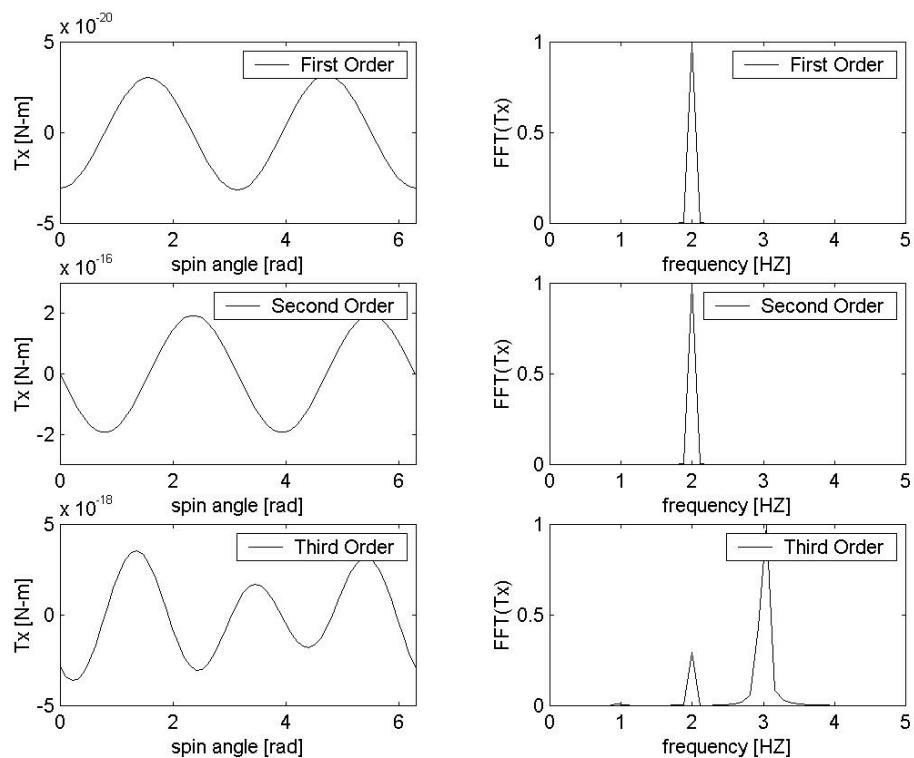 x 10-20
5
0
-5
Tx [N-m]
First Order
0 2 4 6
spin angle [rad]
1
0.5
0
FFT(Tx)
First Order
0 1 2 3 4 5
frequency [HZ]
x 10-16
2
0
-2
Tx [N-m]
Second Order
0 2 4 6
spin angle [rad]
1
0.5
0
FFT(Tx)
Second Order
0 1 2 3 4 5
frequency [HZ]
x 10-18
5
0
-5
Tx [N-m]
Third Order
0 2 4 6
spin angle [rad]
1
0.5
0
FFT(Tx)
Third Order
0 1 2 3 4 5
frequency [HZ]